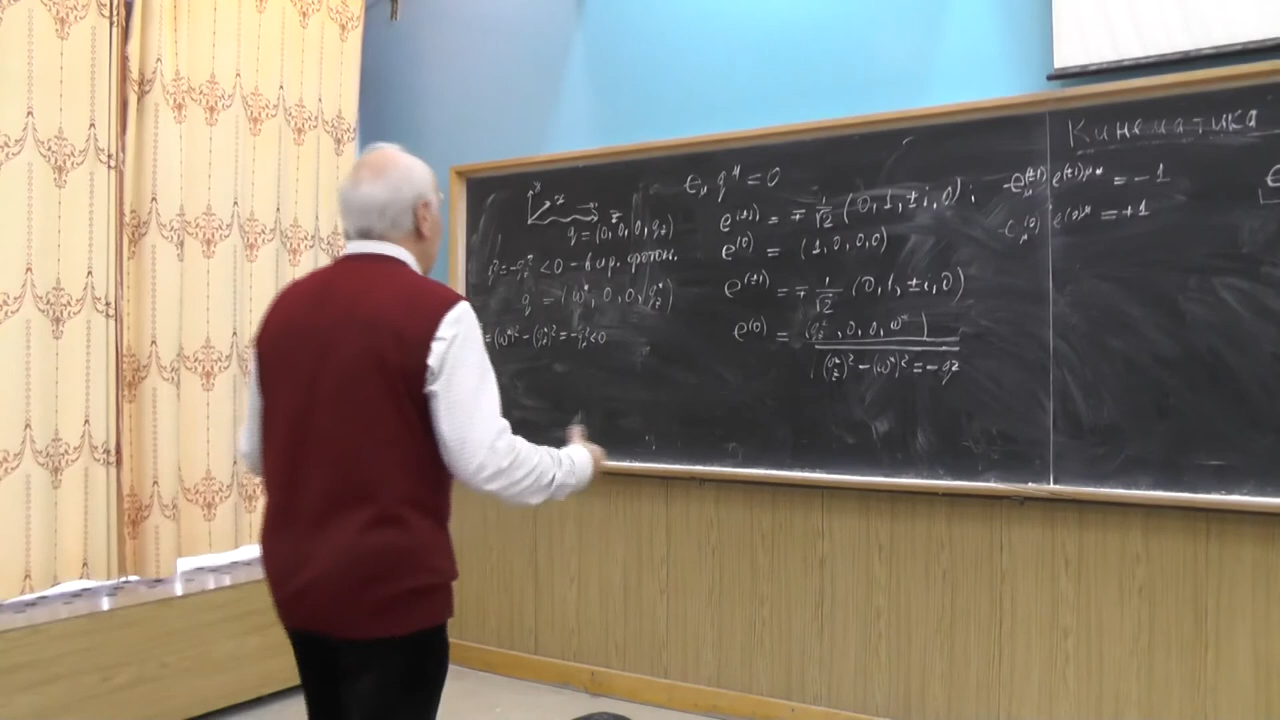 q = (0, 0, 0, q_z)
q² = -q_z² < 0 - вир. фотон.
q = (ω*, 0, 0, q_z*)
= (ω*)² - (q_z*)² = -q_z² < 0
e_μ q^μ = 0
e^(±1) = ∓ 1/√2 (0, 1, ±i, 0) ;
e^(0) = (1, 0, 0, 0)
e^(±1) = ∓ 1/√2 (0, 1, ±i, 0)
e^(0) = (q_z*, 0, 0, ω*)
(q_z*)² - (ω*)² = -q²
Кинематика
e_μ^(±1) e^(±1)μ* = -1
e_μ^(0) e^(0)μ = +1